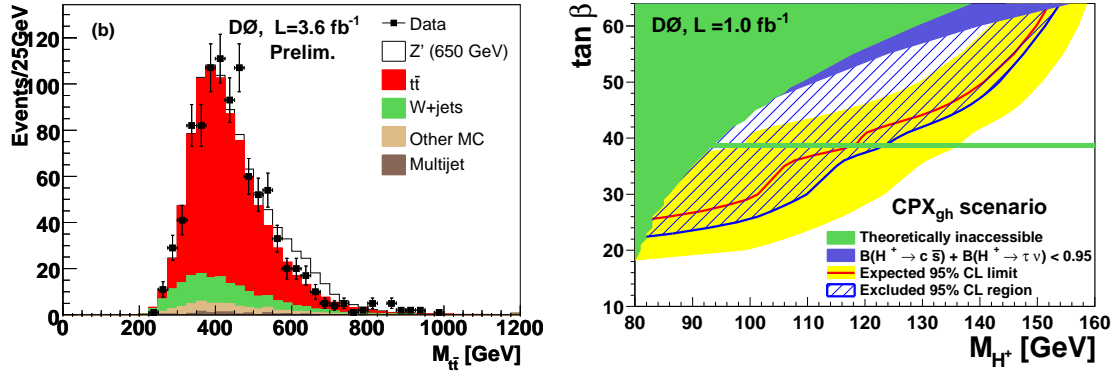 (b)
DØ, L=3.6 fb⁻¹
Prelim.
Data
Z' (650 GeV)
tt̄
W+jets
Other MC
Multijet
Events/25GeV
120
100
80
60
40
20
0
0 200 400 600 800 1000 1200
M_tt̄ [GeV]
DØ, L =1.0 fb⁻¹
tan β
60
50
40
30
20
10
CPX_gh scenario
Theoretically inaccessible
B(H⁺→ c s̄) + B(H⁺→ τ ν) < 0.95
Expected 95% CL limit
Excluded 95% CL region
80 90 100 110 120 130 140 150 160
M_H⁺ [GeV]